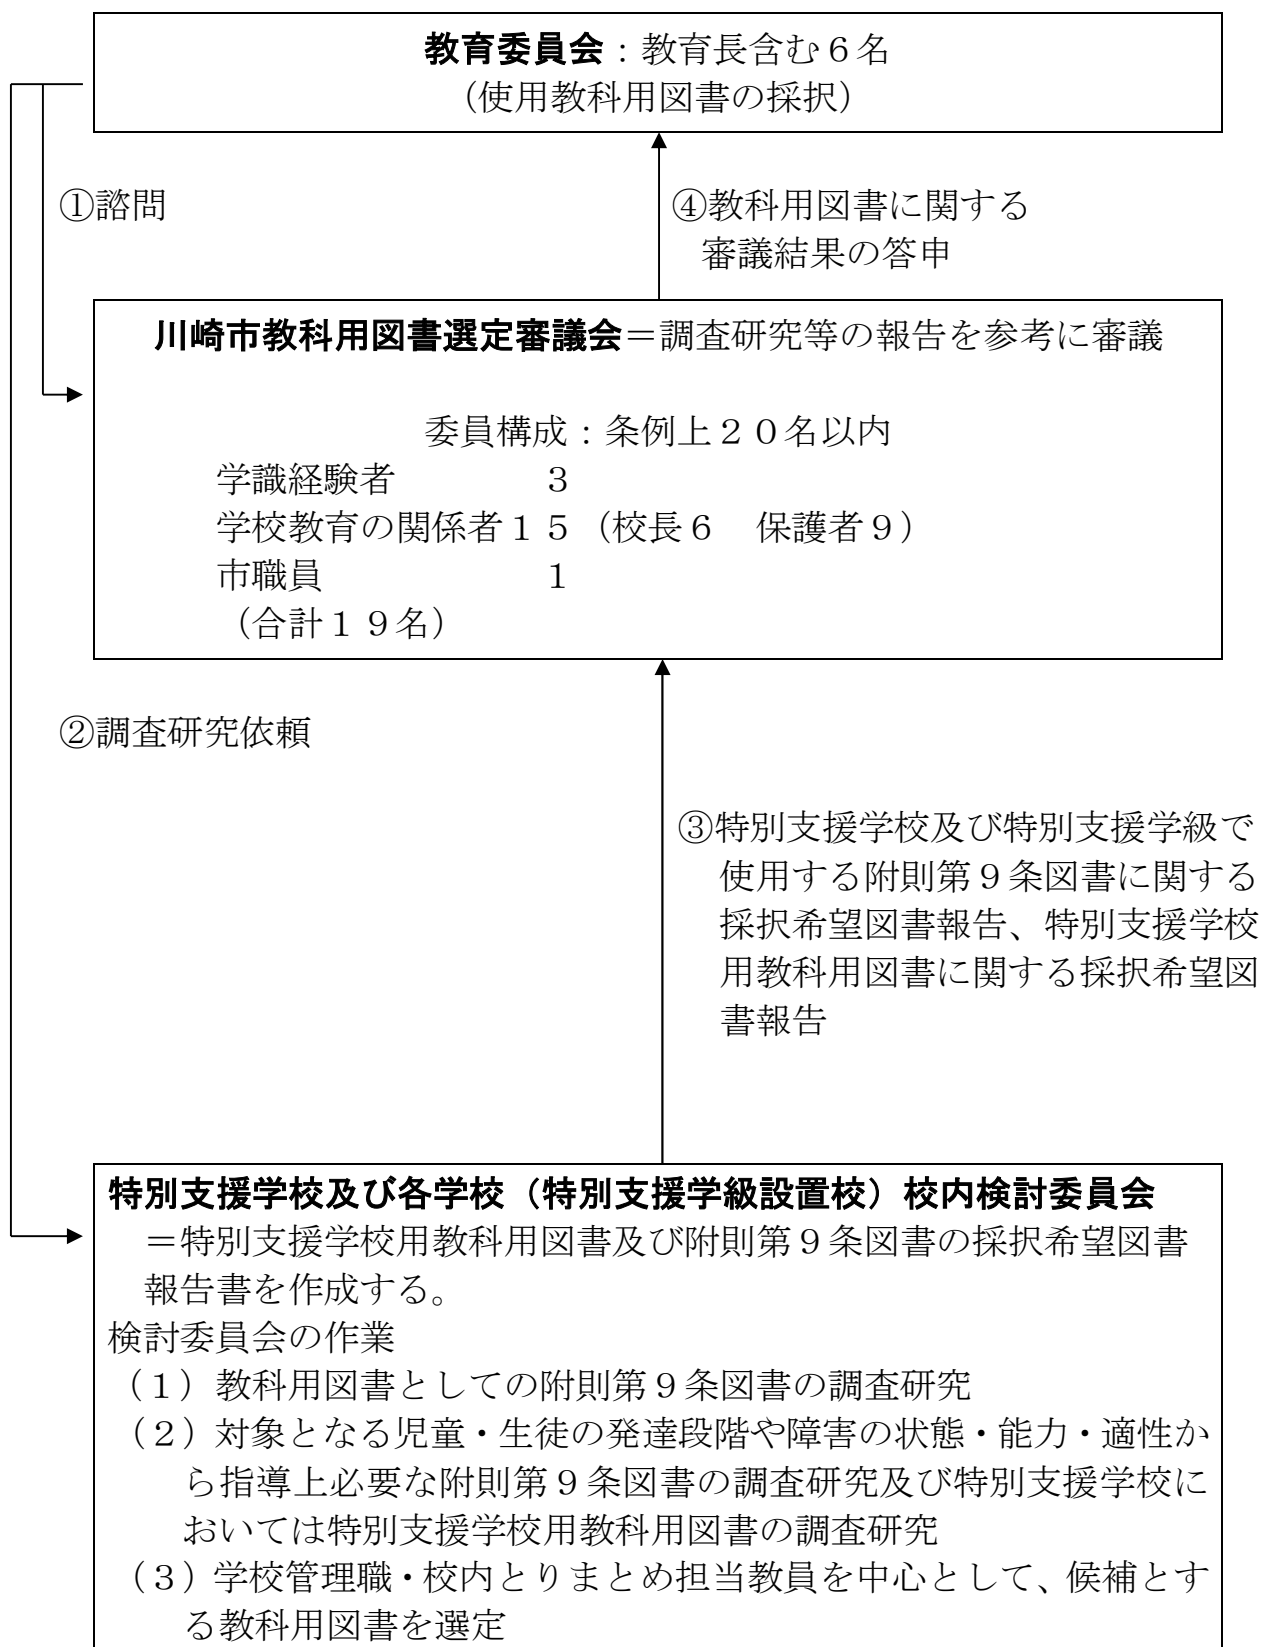 教育委員会：教育長含む６名
（使用教科用図書の採択）
①諮問
④教科用図書に関する
審議結果の答申
川崎市教科用図書選定審議会＝調査研究等の報告を参考に審議
委員構成：条例上２０名以内
学識経験者　３
学校教育の関係者１５（校長６　保護者９）
市職員　１
（合計１９名）
②調査研究依頼
③特別支援学校及び特別支援学級で
使用する附則第９条図書に関する
採択希望図書報告、特別支援学校
用教科用図書に関する採択希望図
書報告
特別支援学校及び各学校（特別支援学級設置校）校内検討委員会
＝特別支援学校用教科用図書及び附則第９条図書の採択希望図書
報告書を作成する。
検討委員会の作業
（１）教科用図書としての附則第９条図書の調査研究
（２）対象となる児童・生徒の発達段階や障害の状態・能力・適性か
ら指導上必要な附則第９条図書の調査研究及び特別支援学校に
おいては特別支援学校用教科用図書の調査研究
（３）学校管理職・校内とりまとめ担当教員を中心として、候補とす
る教科用図書を選定